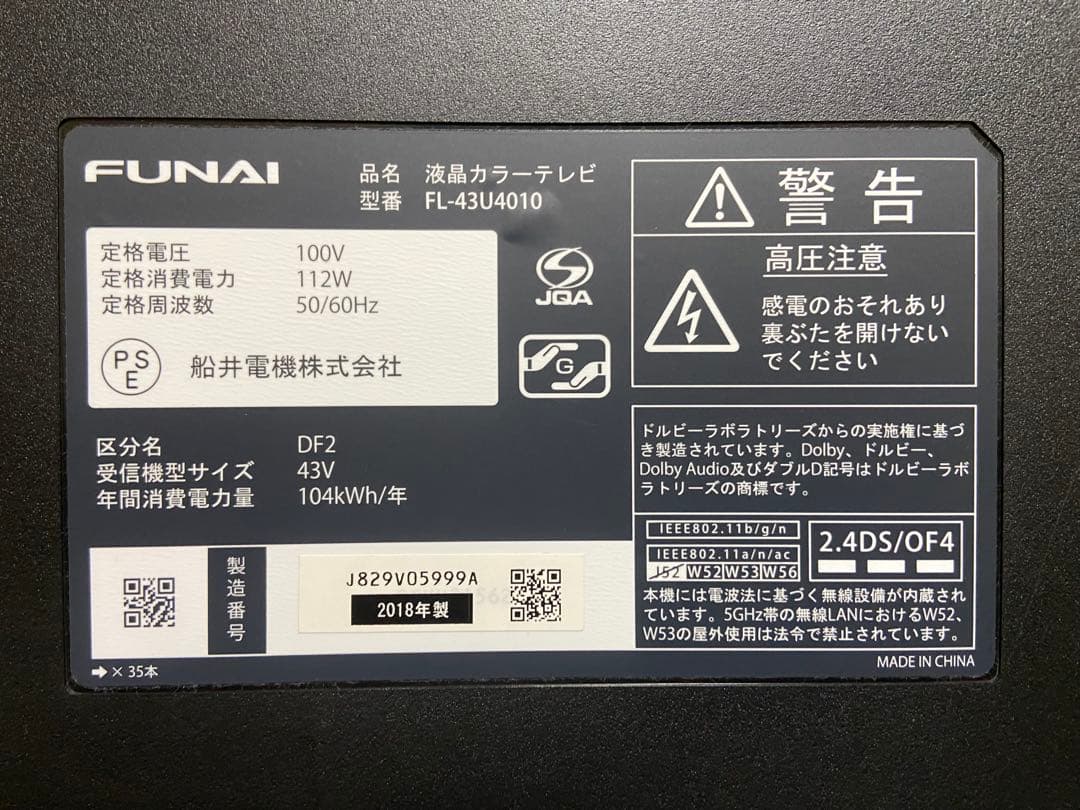 FUNAI
品名 液晶カラーテレビ
型番 FL-43U4010
定格電圧 100V
定格消費電力 112W
定格周波数 50/60Hz
PSE 船井電機株式会社
JQA
G
区分名 DF2
受信機型サイズ 43V
年間消費電力量 104kWh/年
製造番号
J829V05999A
2018年製
➡× 35本
警告
高圧注意
感電のおそれあり
裏ぶたを開けない
でください
ドルビーラボラトリーズからの実施権に基づ
き製造されています。Dolby、ドルビー、
Dolby Audio及びダブルD記号はドルビーラボ
ラトリーズの商標です。
IEEE802.11b/g/n
IEEE802.11a/n/ac
J52 W52 W53 W56
2.4DS/OF4
本機には電波法に基づく無線設備が内蔵され
ています。5GHz帯の無線LANにおけるW52、
W53の屋外使用は法令で禁止されています。
MADE IN CHINA